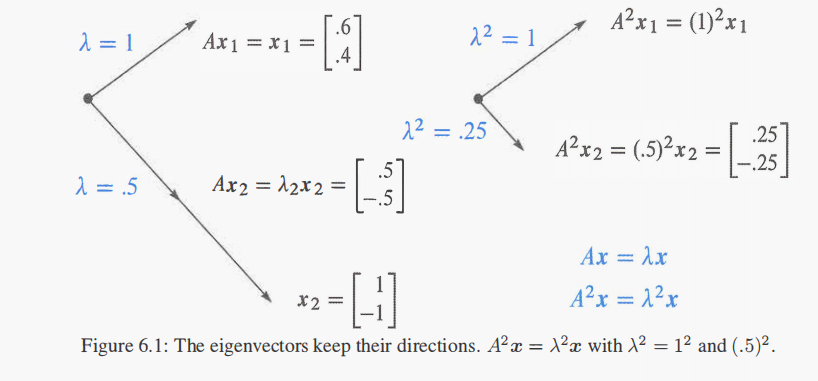 λ = 1
Ax₁ = x₁ = [.6 .4]
λ² = 1
A²x₁ = (1)²x₁
λ² = .25
A²x₂ = (.5)²x₂ = [.25 −.25]
λ = .5
Ax₂ = λ₂x₂ = [.5 −.5]
x₂ = [1 −1]
Ax = λx
A²x = λ²x
Figure 6.1: The eigenvectors keep their directions. A²x = λ²x with λ² = 1² and (.5)².